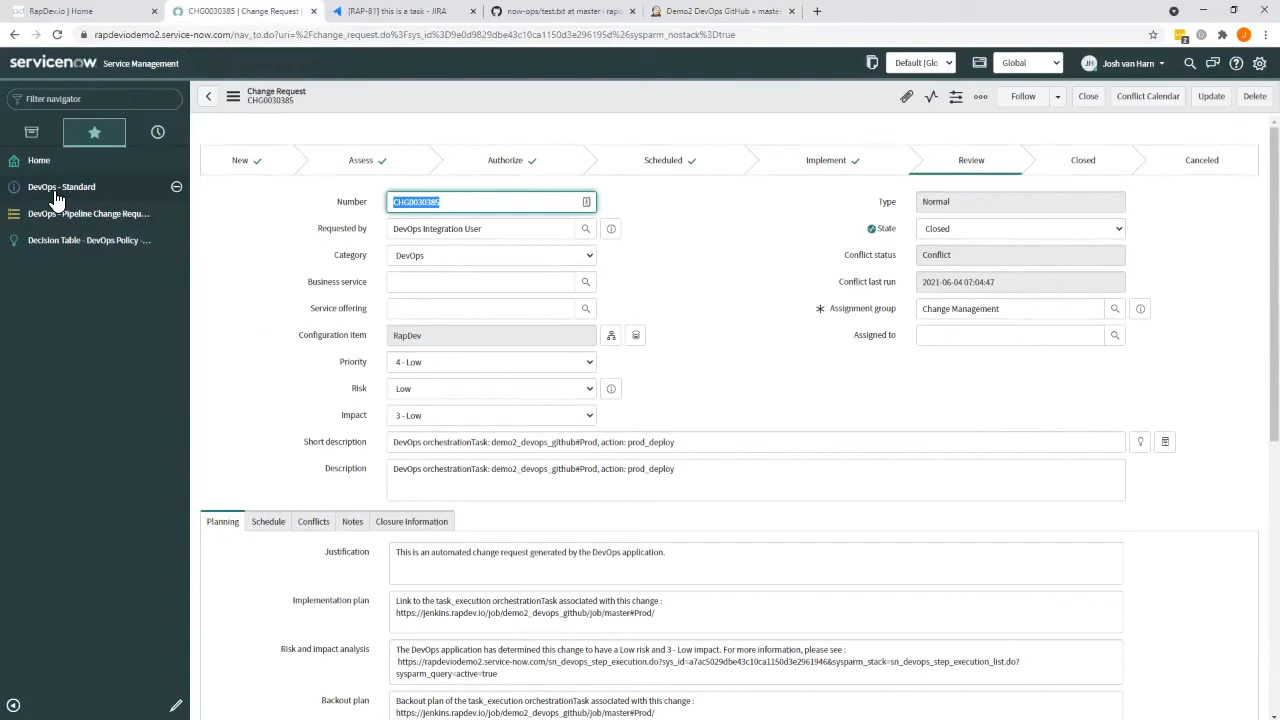 RapDev.io | Home
CHG0030385 | Change Request |
[RAP-81] this is a task - JIRA
now-ops/test.txt at master · rap
Demo2 DevOps GitHub » master
rapdeviodemo2.service-now.com/nav_to.do?uri=%2Fchange_request.do%3Fsys_id%3D9e0d9829dbe43c10ca1150d3e296195d%26sysparm_nostack%3Dtrue
2
J
servicenow Service Management
Default [Glo
Global
JH Josh van Harn
Filter navigator
Change Request
CHG0030385
Follow
Close
Conflict Calendar
Update
Delete
Home
DevOps - Standard
DevOps - Pipeline Change Requ...
Decision Table - DevOps Policy -...
New
Assess
Authorize
Scheduled
Implement
Review
Closed
Canceled
Number CHG0030385
Type Normal
Requested by DevOps Integration User
State Closed
Category DevOps
Conflict status Conflict
Business service
Conflict last run 2021-06-04 07:04:47
Service offering
Assignment group Change Management
Configuration item RapDev
Assigned to
Priority 4 - Low
Risk Low
Impact 3 - Low
Short description DevOps orchestrationTask: demo2_devops_github#Prod, action: prod_deploy
Description DevOps orchestrationTask: demo2_devops_github#Prod, action: prod_deploy
Planning
Schedule
Conflicts
Notes
Closure Information
Justification This is an automated change request generated by the DevOps application.
Implementation plan Link to the task_execution orchestrationTask associated with this change :
https://jenkins.rapdev.io/job/demo2_devops_github/job/master#Prod/
Risk and impact analysis The DevOps application has determined this change to have a Low risk and 3 - Low impact. For more information, please see :
https://rapdeviodemo2.service-now.com/sn_devops_step_execution.do?sys_id=a7ac5029dbe43c10ca1150d3e2961946&sysparm_stack=sn_devops_step_execution_list.do?
sysparm_query=active=true
Backout plan Backout plan of the task_execution orchestrationTask associated with this change :
https://jenkins.rapdev.io/job/demo2_devops_github/job/master#Prod/